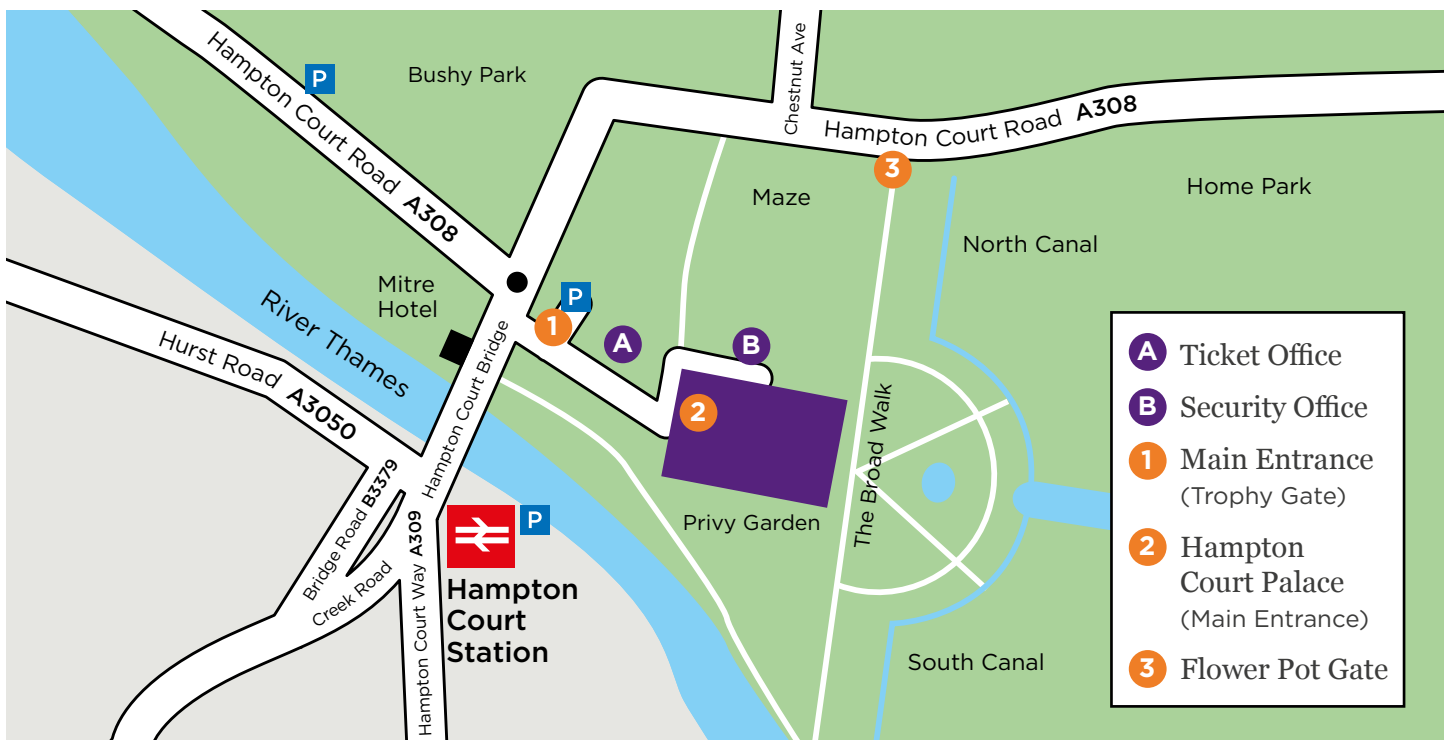 Hampton Court Road A308
P
Bushy Park
Chestnut Ave
Hampton Court Road A308
3
Maze
Home Park
North Canal
Mitre
Hotel
River Thames
Hurst Road A3050
Hampton Court Bridge
1
P
A
B
2
The Broad Walk
Privy Garden
Bridge Road B3379
Creek Road
Hampton Court Way A309
P
Hampton
Court
Station
South Canal
A Ticket Office
B Security Office
1 Main Entrance
(Trophy Gate)
2 Hampton
Court Palace
(Main Entrance)
3 Flower Pot Gate